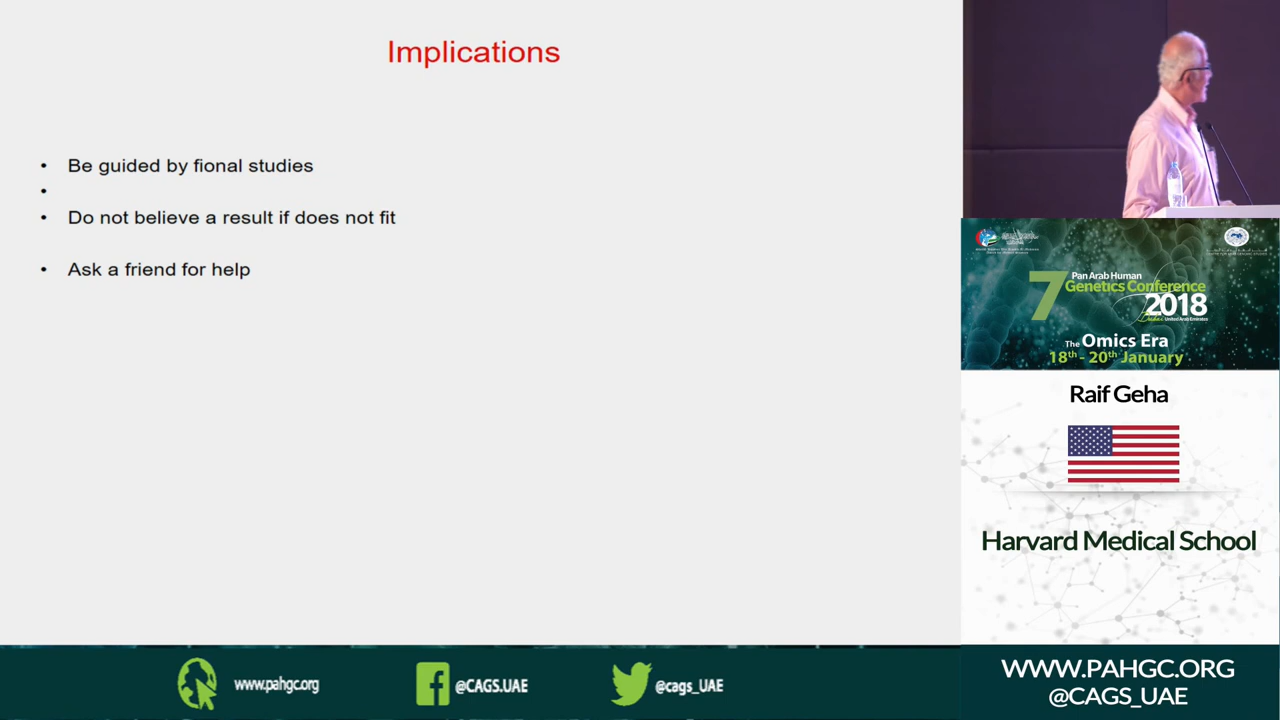 Implications
• Be guided by fional studies
•
• Do not believe a result if does not fit
• Ask a friend for help
7
Pan Arab Human
Genetics Conference
2018
Dubai United Arab Emirates
The Omics Era
18th - 20th January
Raif Geha
Harvard Medical School
WWW.PAHGC.ORG
@CAGS_UAE
www.pahgc.org
@CAGS.UAE
@cags_UAE